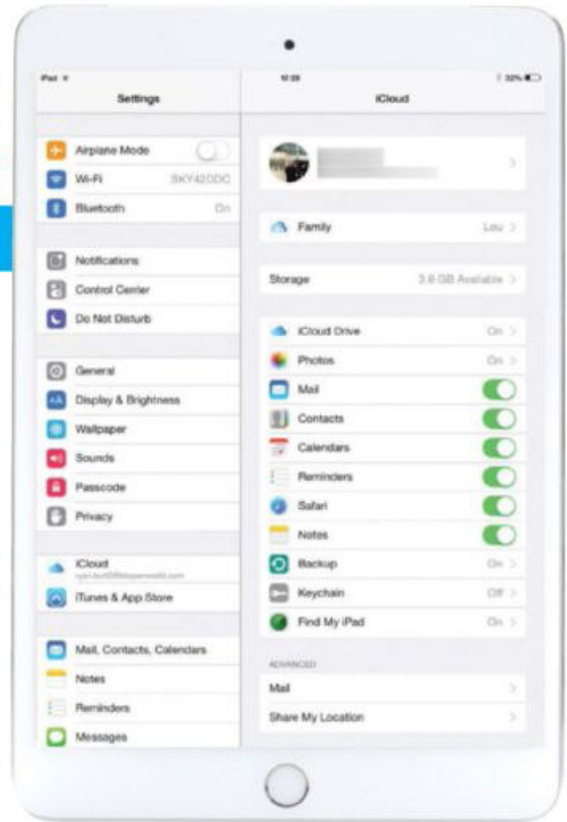 iPad
Settings
Airplane Mode
Wi-Fi SKY42DDC
Bluetooth On
Notifications
Control Center
Do Not Disturb
General
Display & Brightness
Wallpaper
Sounds
Passcode
Privacy
iCloud
iTunes & App Store
Mail, Contacts, Calendars
Notes
Reminders
Messages
32%
iCloud
Family Lou
Storage 3.6 GB Available
iCloud Drive On
Photos On
Mail
Contacts
Calendars
Reminders
Safari
Notes
Backup On
Keychain Off
Find My iPad On
ADVANCED
Mail
Share My Location